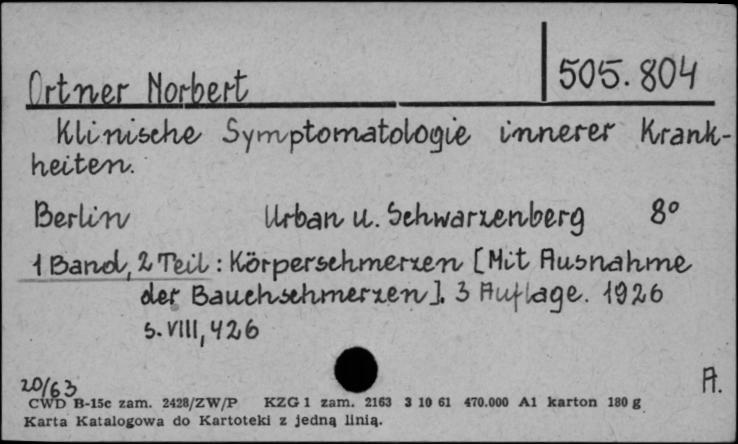 505.804
Ortner Norbert
Klinische Symptomatologie innerer Krank-
heiten.
Berlin Urban u. Schwarzenberg 8°
1 Band, 2 Teil: Körperschmerzen [Mit Ausnahme
der Bauchschmerzen]. 3 Auflage. 1926
s. VIII, 426
20/63
A.
CWD B-15c zam. 2428/ZW/P KZG 1 zam. 2163 3 10 61 470.000 A1 karton 180 g
Karta Katalogowa do Kartoteki z jedną linią.